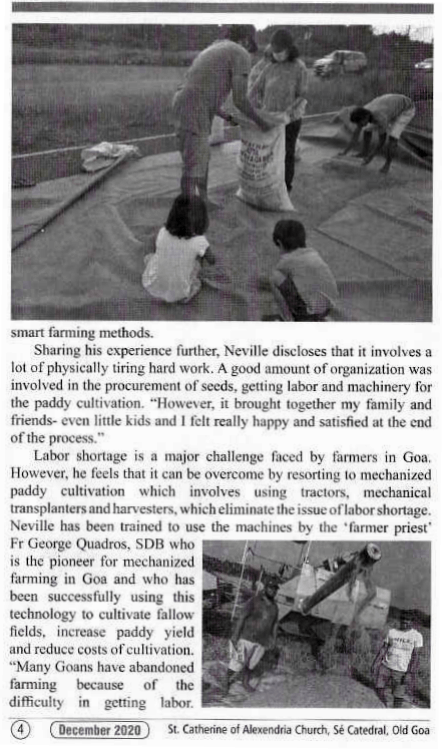 smart farming methods.
Sharing his experience further, Neville discloses that it involves a
lot of physically tiring hard work. A good amount of organization was
involved in the procurement of seeds, getting labor and machinery for
the paddy cultivation. “However, it brought together my family and
friends- even little kids and I felt really happy and satisfied at the end
of the process.”
Labor shortage is a major challenge faced by farmers in Goa.
However, he feels that it can be overcome by resorting to mechanized
paddy cultivation which involves using tractors, mechanical
transplanters and harvesters, which eliminate the issue of labor shortage.
Neville has been trained to use the machines by the ‘farmer priest’
Fr George Quadros, SDB who
is the pioneer for mechanized
farming in Goa and who has
been successfully using this
technology to cultivate fallow
fields, increase paddy yield
and reduce costs of cultivation.
“Many Goans have abandoned
farming because of the
difficulty in getting labor.
4 December 2020 St. Catherine of Alexendria Church, Sé Catedral, Old Goa